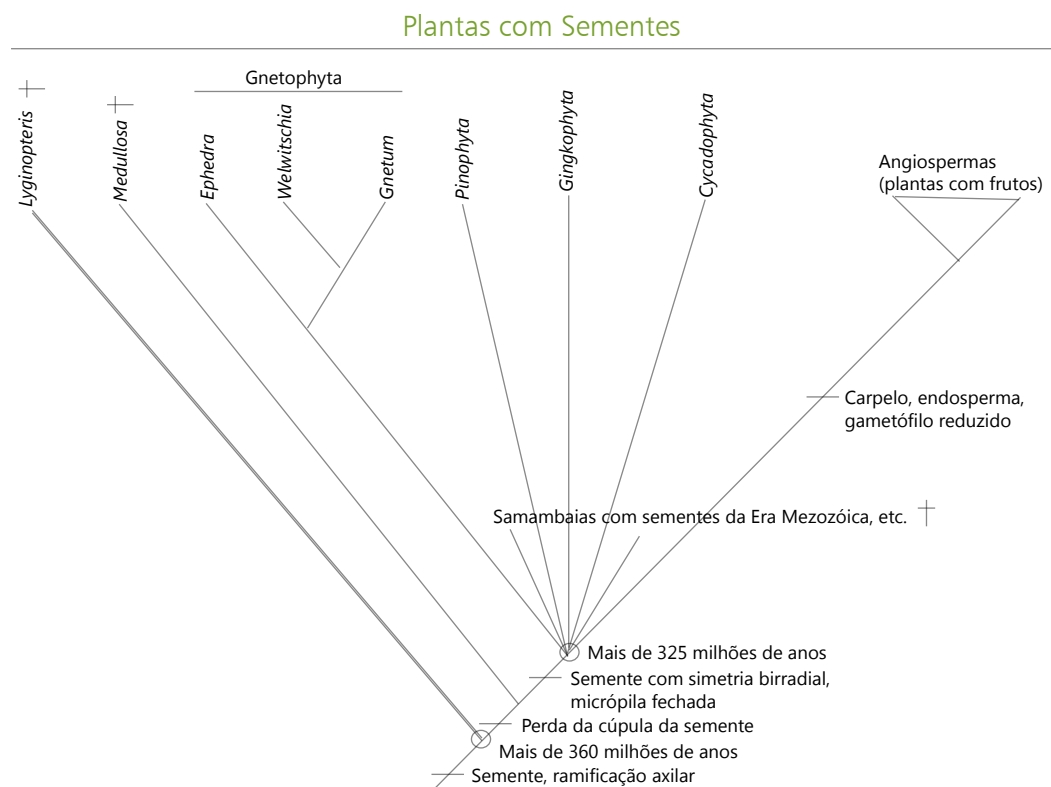 Plantas com Sementes
Gnetophyta
Lyginopteris
Medullosa
Ephedra
Welwitschia
Gnetum
Pinophyta
Gingkophyta
Cycadophyta
Angiospermas
(plantas com frutos)
Carpelo, endosperma,
gametófilo reduzido
Samambaias com sementes da Era Mezozóica, etc.
Mais de 325 milhões de anos
Semente com simetria birradial,
micrópila fechada
Perda da cúpula da semente
Mais de 360 milhões de anos
Semente, ramificação axilar